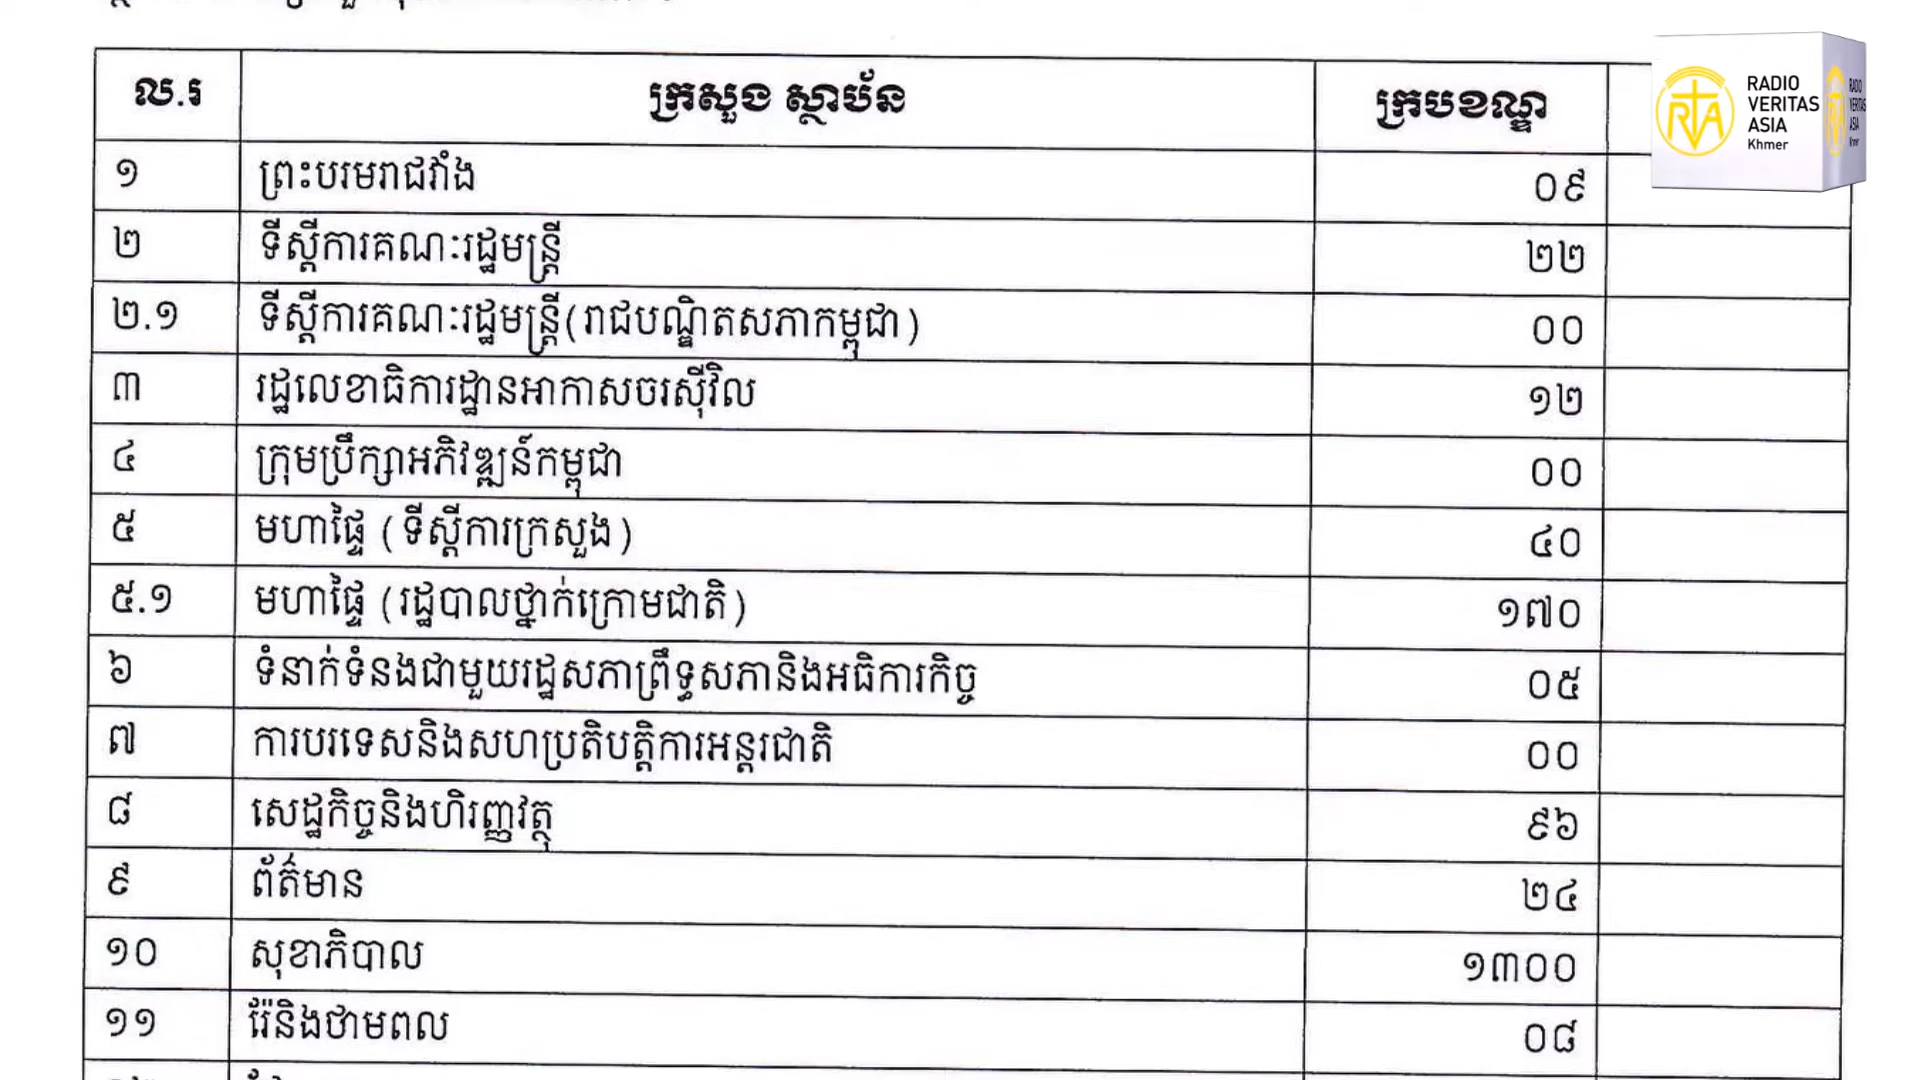 ល.រ ក្រសួង ស្ថាប័ន ក្របខណ្ឌ
RADIO
VERITAS
ASIA
Khmer
១ ព្រះបរមរាជវាំង ០៩
២ ទីស្តីការគណៈរដ្ឋមន្ត្រី ២២
២.១ ទីស្តីការគណៈរដ្ឋមន្ត្រី(រាជបណ្ឌិតសភាកម្ពុជា) ០០
៣ រដ្ឋលេខាធិការដ្ឋានអាកាសចរស៊ីវិល ១២
៤ ក្រុមប្រឹក្សាអភិវឌ្ឍន៍កម្ពុជា ០០
៥ មហាផ្ទៃ (ទីស្តីការក្រសួង) ៤០
៥.១ មហាផ្ទៃ (រដ្ឋបាលថ្នាក់ក្រោមជាតិ) ១៧០
៦ ទំនាក់ទំនងជាមួយរដ្ឋសភាព្រឹទ្ធសភានិងអធិការកិច្ច ០៥
៧ ការបរទេសនិងសហប្រតិបត្តិការអន្តរជាតិ ០០
៨ សេដ្ឋកិច្ចនិងហិរញ្ញវត្ថុ ៩៦
៩ ព័ត៌មាន ២៤
១០ សុខាភិបាល ១៣០០
១១ រ៉ែនិងថាមពល ០៨